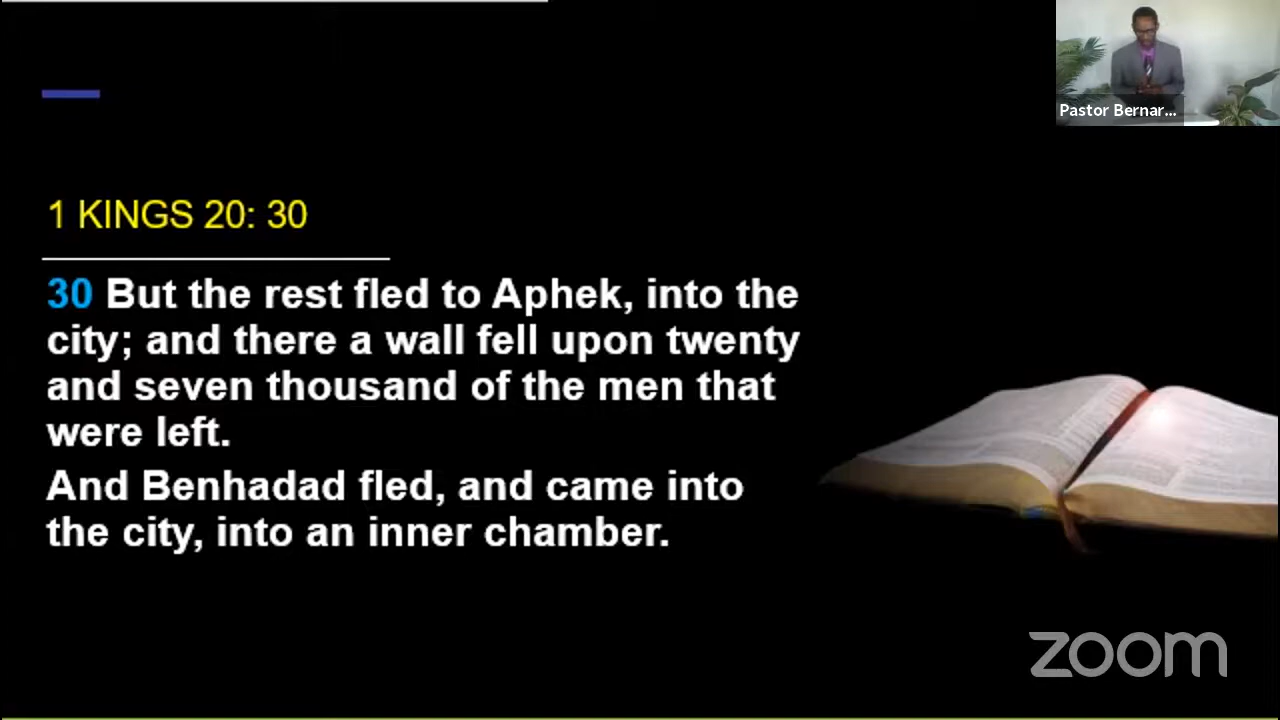 Pastor Bernar...
1 KINGS 20: 30
30 But the rest fled to Aphek, into the
city; and there a wall fell upon twenty
and seven thousand of the men that
were left.
And Benhadad fled, and came into
the city, into an inner chamber.
zoom